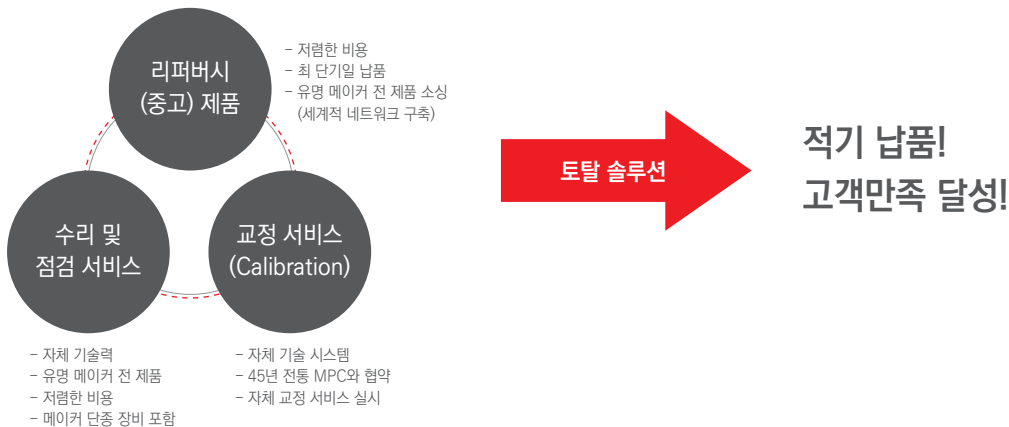 리퍼버시
(중고) 제품
- 저렴한 비용
- 최 단기일 납품
- 유명 메이커 전 제품 소싱
(세계적 네트워크 구축)
수리 및
점검 서비스
- 자체 기술력
- 유명 메이커 전 제품
- 저렴한 비용
- 메이커 단종 장비 포함
교정 서비스
(Calibration)
- 자체 기술 시스템
- 45년 전통 MPC와 협약
- 자체 교정 서비스 실시
토탈 솔루션
적기 납품!
고객만족 달성!